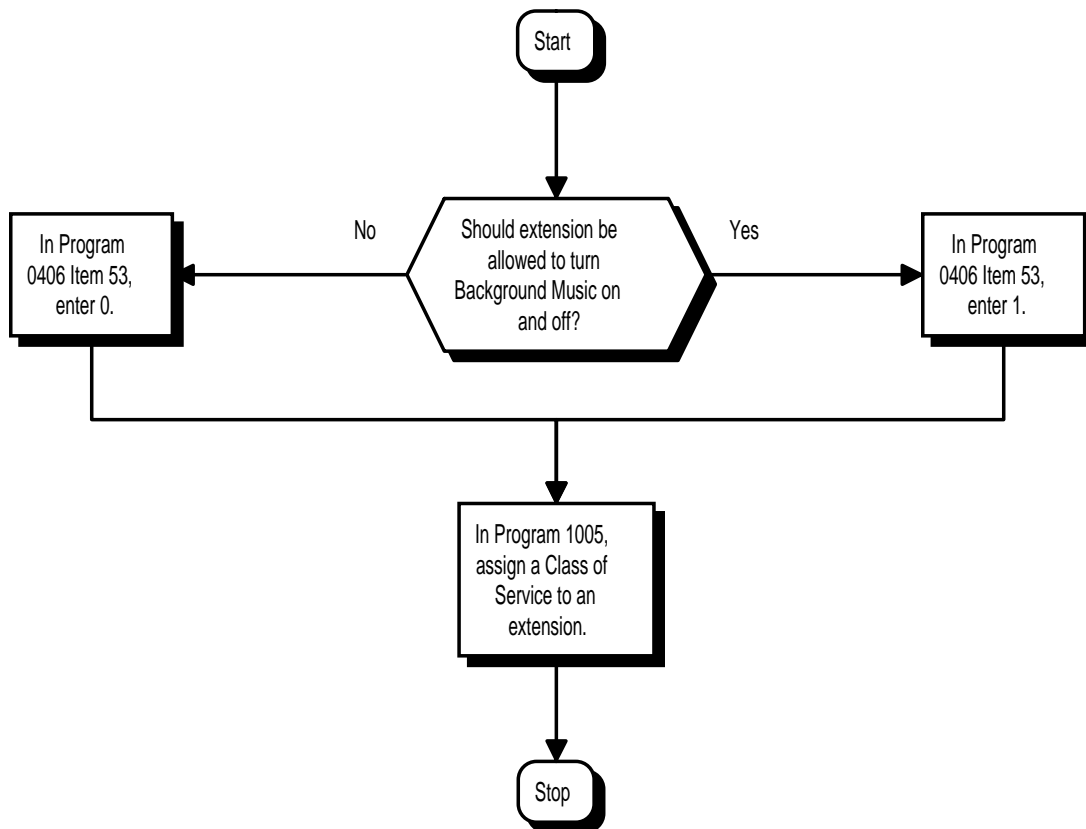 Start
No
Should extension be
allowed to turn
Background Music on
and off?
Yes
In Program
0406 Item 53,
enter 0.
In Program
0406 Item 53,
enter 1.
In Program 1005,
assign a Class of
Service to an
extension.
Stop